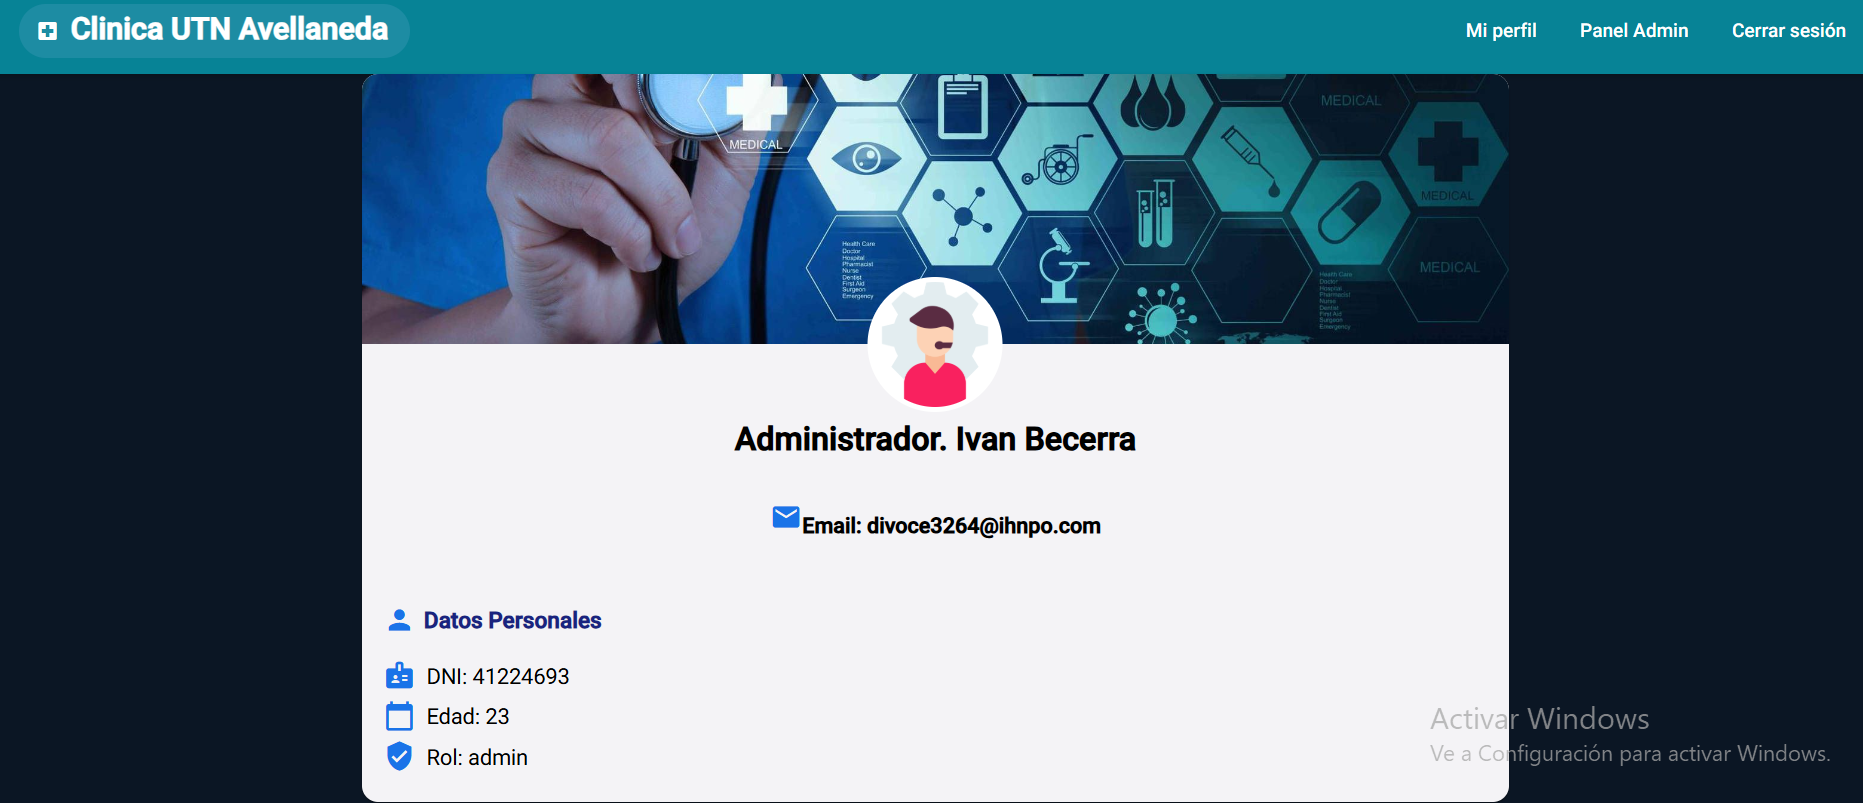 Clinica UTN Avellaneda
Mi perfil Panel Admin Cerrar sesión
MEDICAL
MEDICAL
MEDICAL
MEDICAL
Health Care
Doctor
Hospital
Pharmacist
Nurse
Dentist
First Aid
Surgeon
Emergency
Health Care
Doctor
Hospital
Pharmacist
Nurse
Dentist
First Aid
Surgeon
Emergency
Administrador. Ivan Becerra
Email: divoce3264@ihnpo.com
Datos Personales
DNI: 41224693
Edad: 23
Rol: admin
Activar Windows
Ve a Configuración para activar Windows.